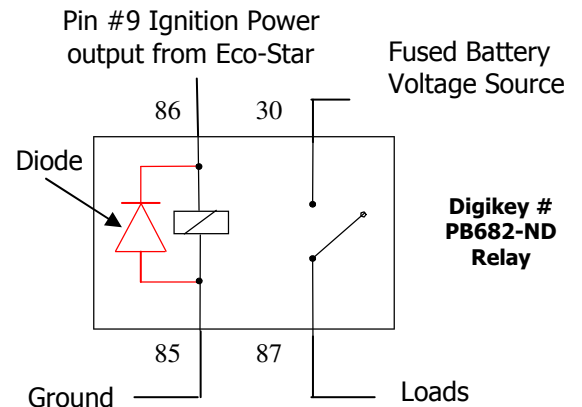 Pin #9 Ignition Power
output from Eco-Star
Fused Battery
Voltage Source
86
30
Diode
Digikey #
PB682-ND
Relay
85
87
Ground
Loads